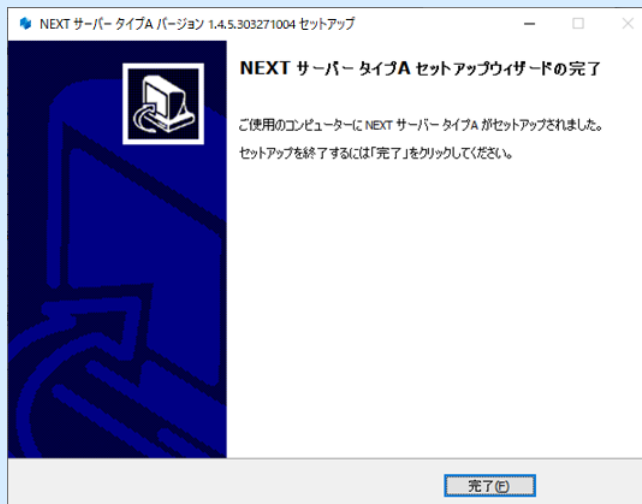 NEXT サーバー タイプA バージョン 1.4.5.303271004 セットアップ
NEXT サーバー タイプA セットアップウィザードの完了
ご使用のコンピューターに NEXT サーバー タイプA がセットアップされました。
セットアップを終了するには「完了」をクリックしてください。
完了(F)